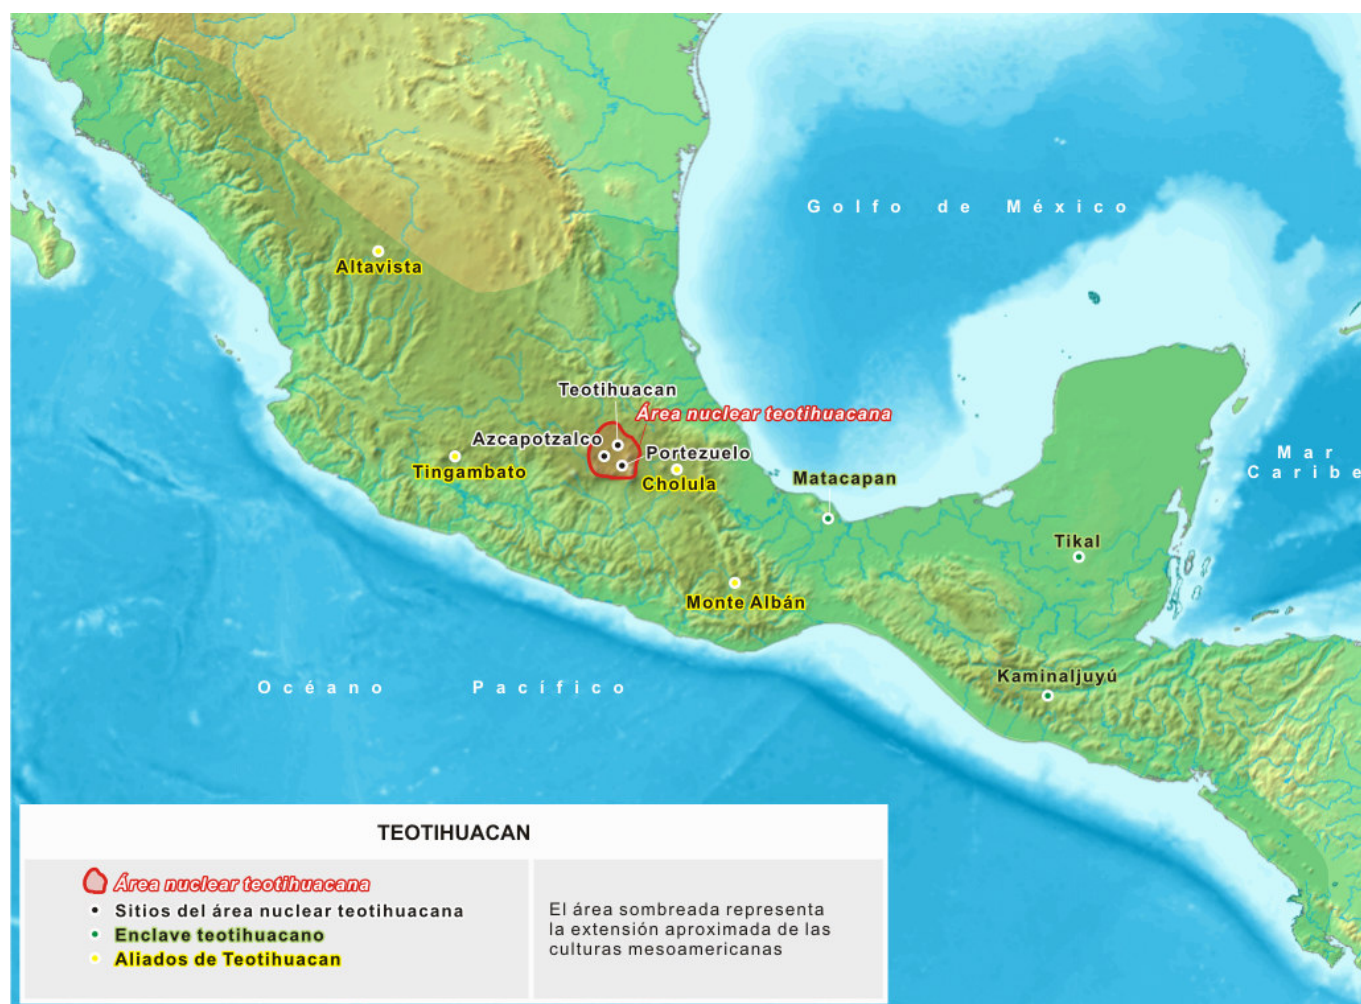 Golfo de México
Altavista
Teotihuacan
Área nuclear teotihuacana
Azcapotzalco
Portezuelo
Tingambato
Cholula
Matacapan
Mar
Caribe
Tikal
Monte Albán
Kaminaljuyú
Océano Pacífico
TEOTIHUACAN
Área nuclear teotihuacana
Sitios del área nuclear teotihuacana
Enclave teotihuacano
Aliados de Teotihuacan
El área sombreada representa
la extensión aproximada de las
culturas mesoamericanas